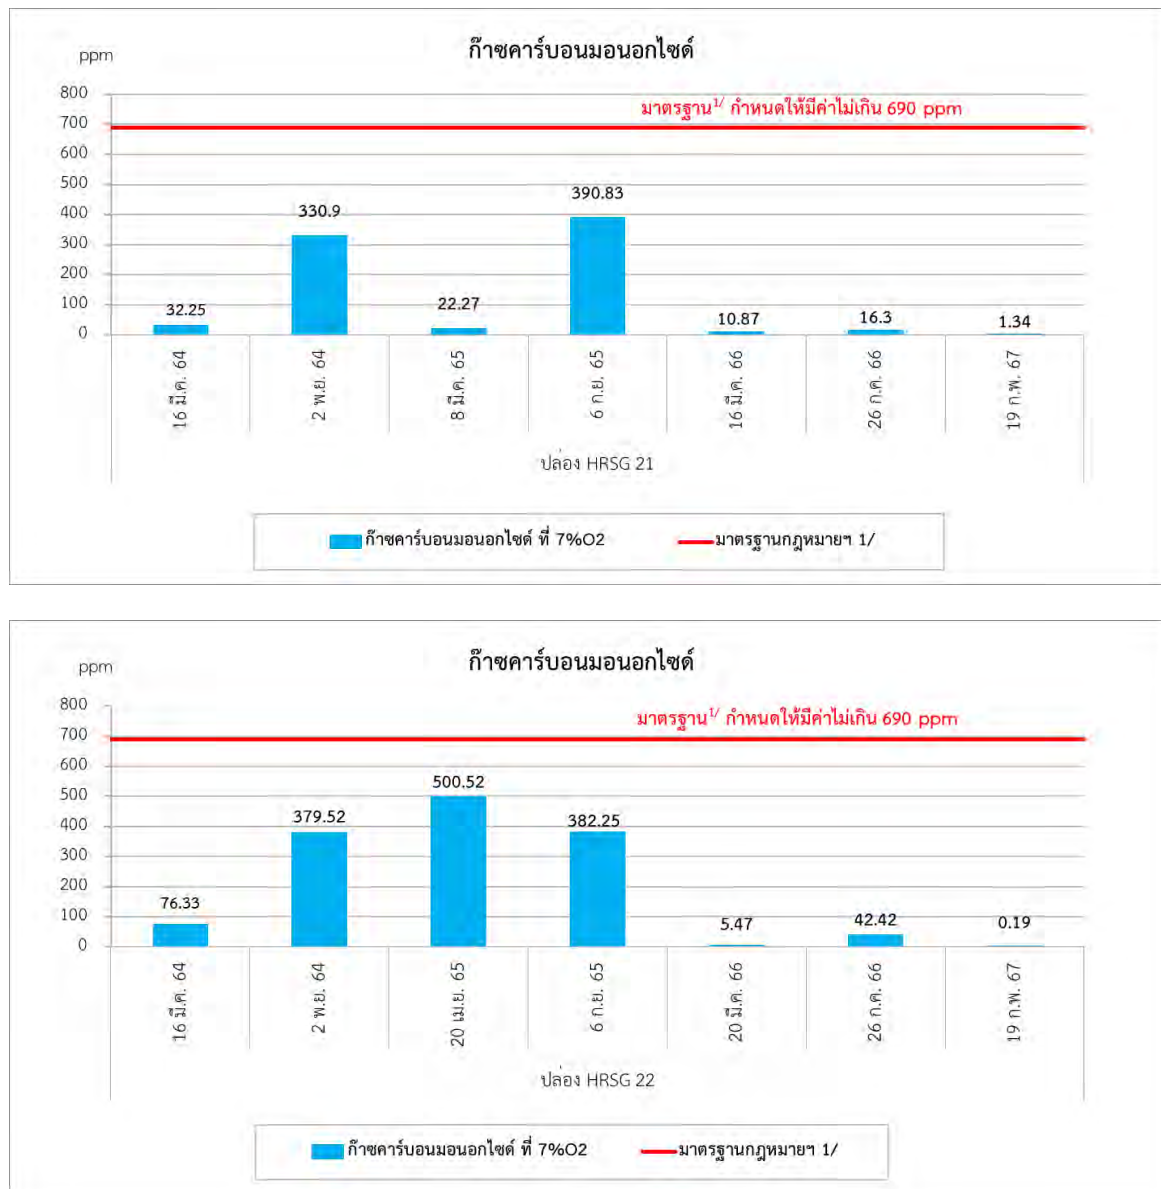 ก๊าซคาร์บอนมอนอกไซด์
ppm
มาตรฐาน1/ กำหนดให้มีค่าไม่เกิน 690 ppm
800
700
600
500
400
300
200
100
0
32.25
330.9
22.27
390.83
10.87
16.3
1.34
16 มี.ค. 64
2 พ.ย. 64
8 มี.ค. 65
6 ก.ย. 65
16 มี.ค. 66
26 ก.ค. 66
19 ก.พ. 67
ปล่อง HRSG 21
ก๊าซคาร์บอนมอนอกไซด์ ที่ 7%O2
มาตรฐานกฎหมายฯ 1/
ก๊าซคาร์บอนมอนอกไซด์
ppm
มาตรฐาน1/ กำหนดให้มีค่าไม่เกิน 690 ppm
800
700
600
500
400
300
200
100
0
76.33
379.52
500.52
382.25
5.47
42.42
0.19
16 มี.ค. 64
2 พ.ย. 64
20 เม.ย. 65
6 ก.ย. 65
20 มี.ค. 66
26 ก.ค. 66
19 ก.พ. 67
ปล่อง HRSG 22
ก๊าซคาร์บอนมอนอกไซด์ ที่ 7%O2
มาตรฐานกฎหมายฯ 1/